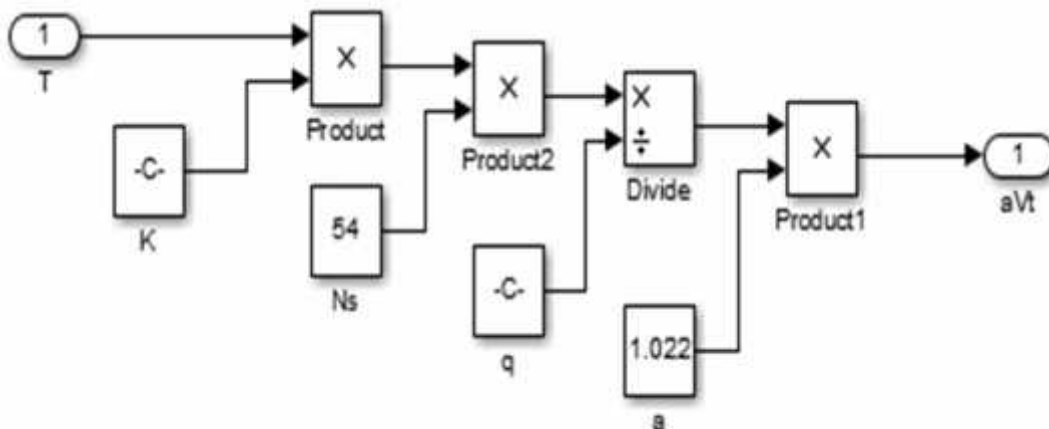 1
T
X
Product
-C-
K
X
Product2
54
Ns
X
÷
Divide
-C-
q
X
Product1
1.022
a
1
aVt